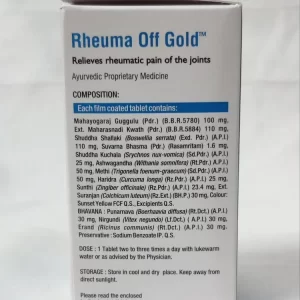 Rheuma Off Gold™
Relieves rheumatic pain of the joints
Ayurvedic Proprietary Medicine
COMPOSITION:
Each film coated tablet contains:
Mahayograj Guggulu (Pd.) (B.B.R.5780) 100 mg,
Ext. Maharasnadi Kwath (Pdr.) (B.B.R.5884) 110 mg,
Shuddha Shallaki (Boswellia serrata) (Exd. Pdr.) (A.P.I.)
110 mg, Suvarna Bhasma (Pdr.) (Rasamritam) 1.6 mg,
Shuddha Kuchala (Srychnos nux-vomica) (Sd.Pdr.) (A.P.I.)
25 mg, Ashwagandha (Withania somnifera) (Rt.Pdr.) (A.P.I.)
50 mg, Methi (Trigonella foenum-graecum) (Sd.Pdr.) (A.P.I.)
50 mg, Haridra (Curcuma longa) (Rz.Pdr.) (A.P.I.) 25 mg,
Sunthi (Zingiber officinale) (Rz.Pdr.) (A.P.I.) 23.4 mg, Ext.
Suranjan (Colchicum luteum) (Rz.Ext.) (BH.P.) 30 mg, Colour:
Sunset Yellow FCF Q.S., Excipients Q.S.
BHAVANA : Punarnava (Boerhaavia diffusa) (Rt.Dct.) (A.P.I.)
30 mg, Nirgundi (Vitex negundo) (Lf.Dct.) (A.P.I.) 30 mg,
Erand (Ricinus communis) (Rt.Dct.) (A.P.I.) 30 mg.
Preservative : Sodium Benzoate IP. Q.S.
DOSE : 1 Tablet two to three times a day with lukewarm
water or as advised by the Physician.
STORAGE : Store in cool and dry place. Keep away from
direct sunlight.
Please read the enclosed